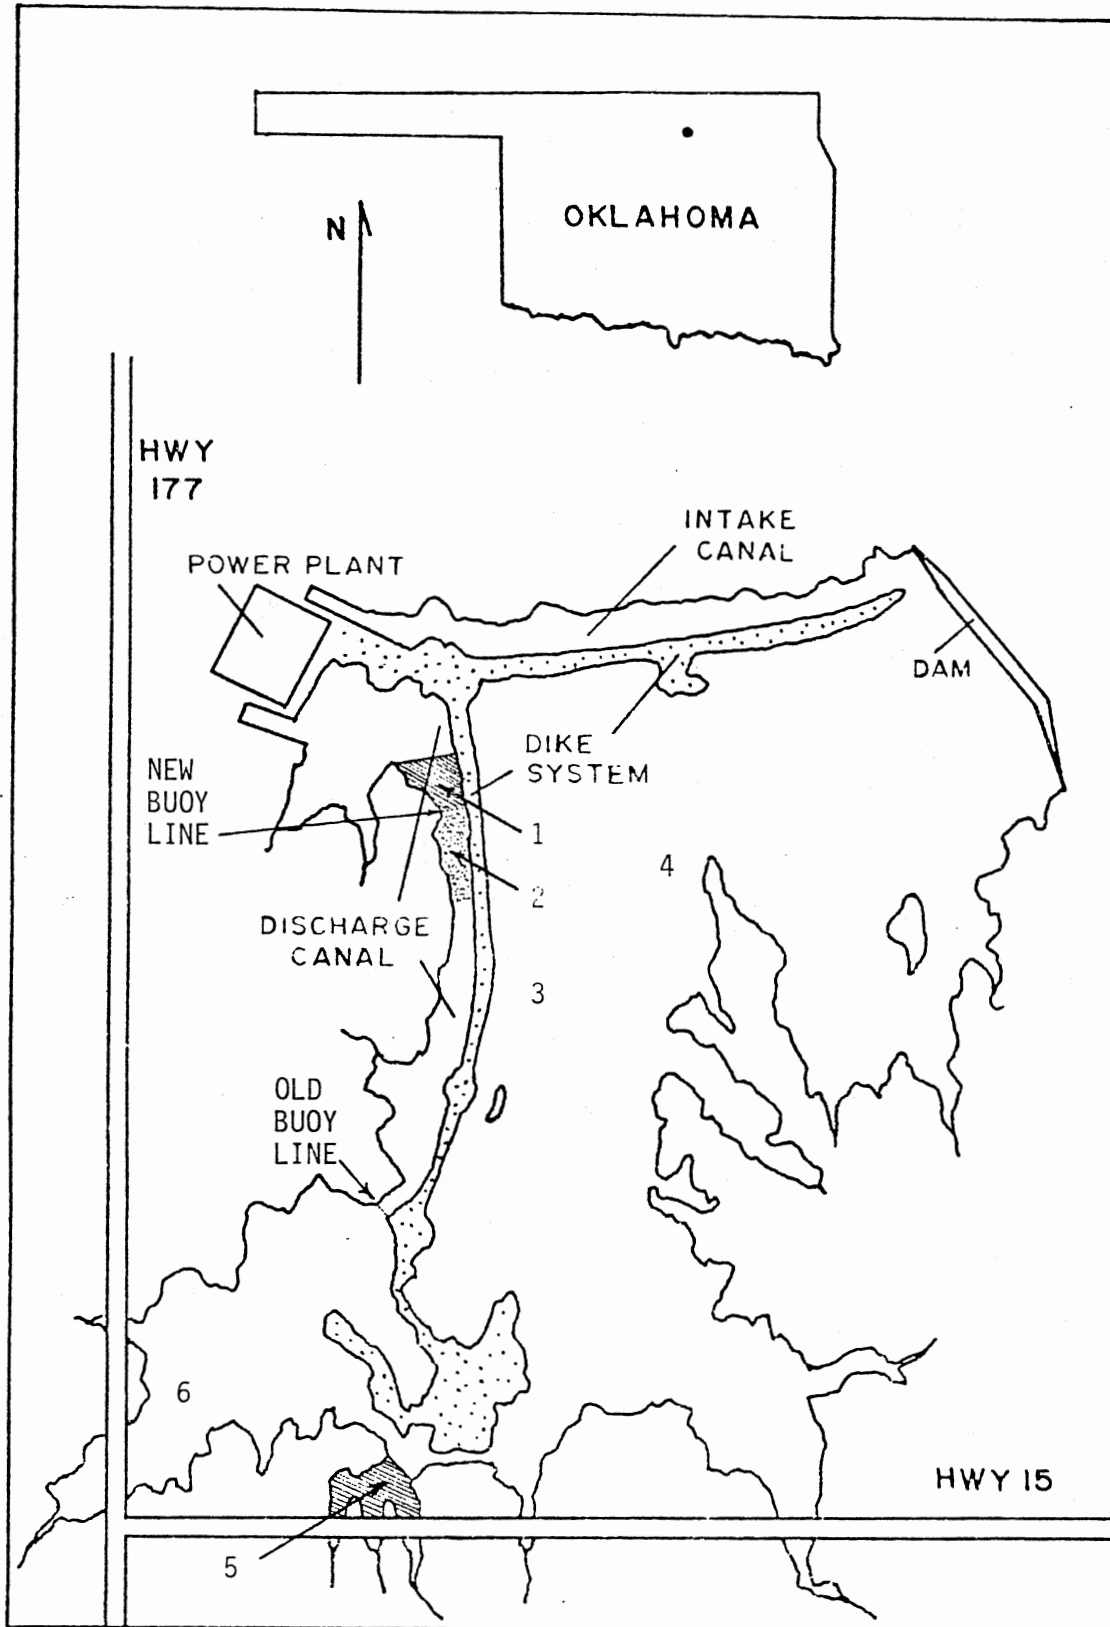 OKLAHOMA
N
HWY
177
INTAKE
CANAL
POWER PLANT
DAM
DIKE
SYSTEM
NEW
BUOY
LINE
1
2
4
DISCHARGE
CANAL
3
OLD
BUOY
LINE
6
HWY 15
5